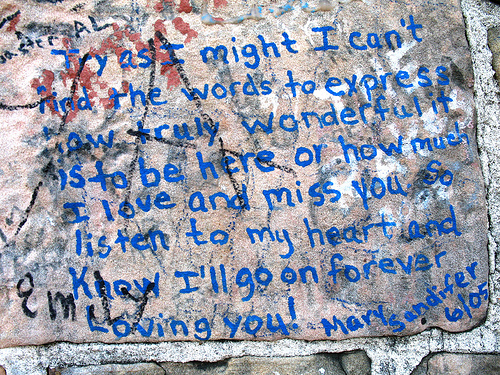 try as I might I can't
find the words to express
how truly wonderful it
is to be here or how much
I love and miss you. So
listen to my heart and
know I'll go on forever
Loving you!
Mary
Sandifer
6/05
Emily